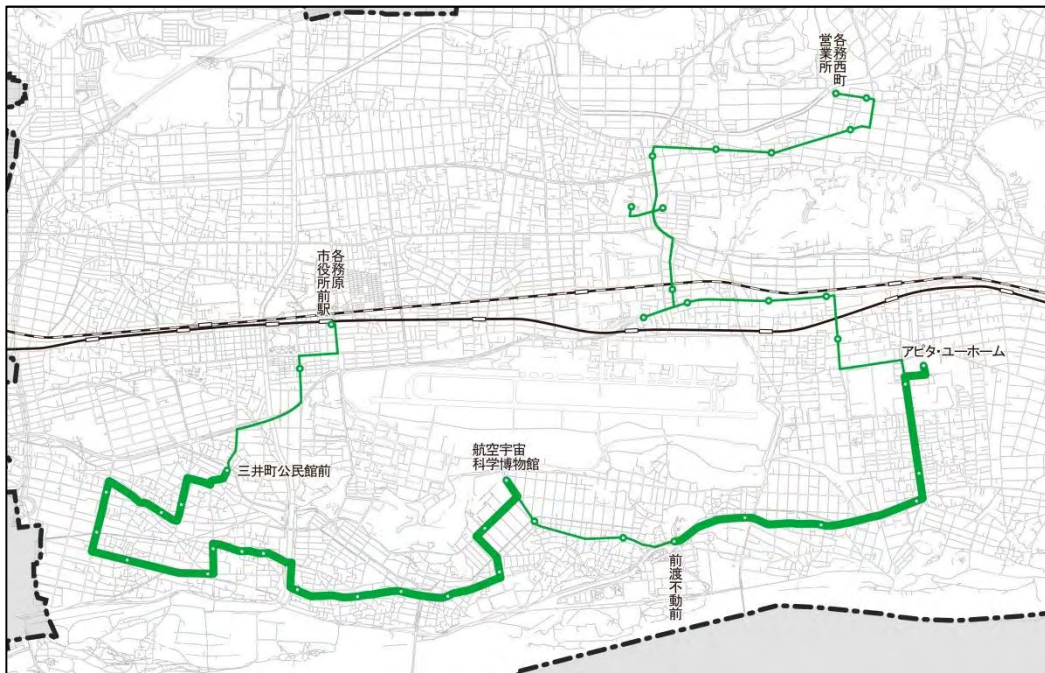 各務西町
営業所
各務原
市役所前駅
アピタ・ユーホーム
航空宇宙
科学博物館
三井町公民館前
前渡不動前